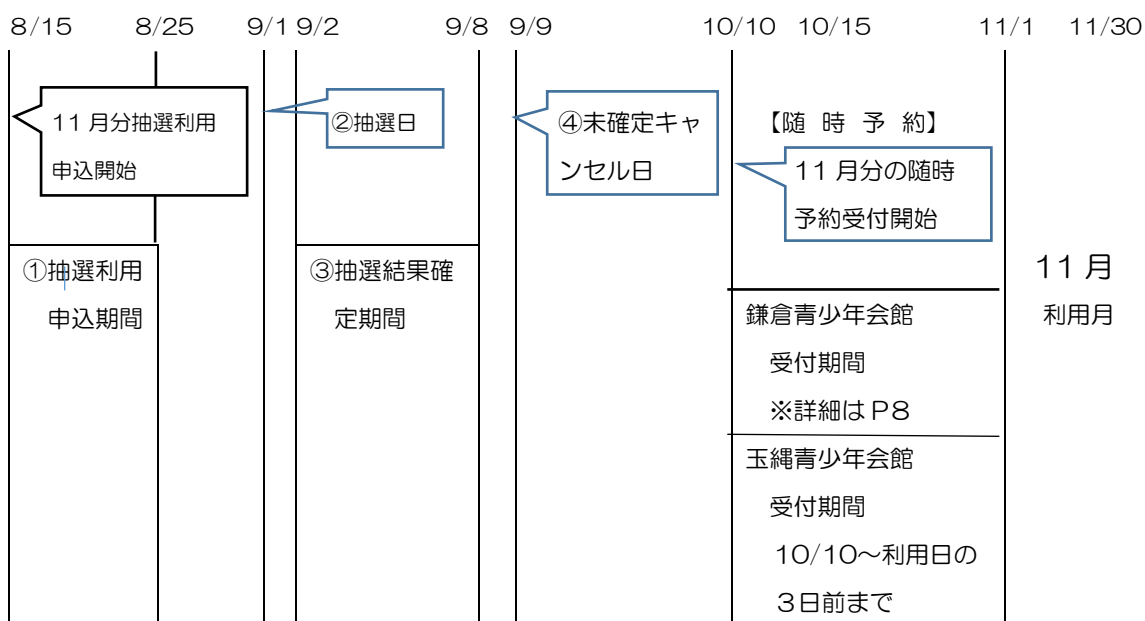 8/15 8/25 9/1 9/2 9/8 9/9 10/10 10/15 11/1 11/30
11月分抽選利用
申込開始
②抽選日
④未確定キャ
ンセル日
【随 時 予 約】
11月分の随時
予約受付開始
①抽選利用
申込期間
③抽選結果確
定期間
11月
利用月
鎌倉青少年会館
受付期間
※詳細はP8
玉縄青少年会館
受付期間
10/10～利用日の
3日前まで